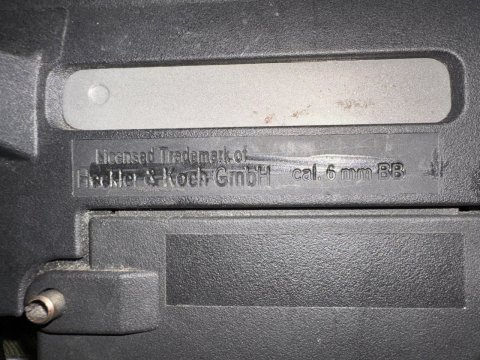 Licensed Trademark of
Heckler & Koch GmbH cal. 6 mm BB